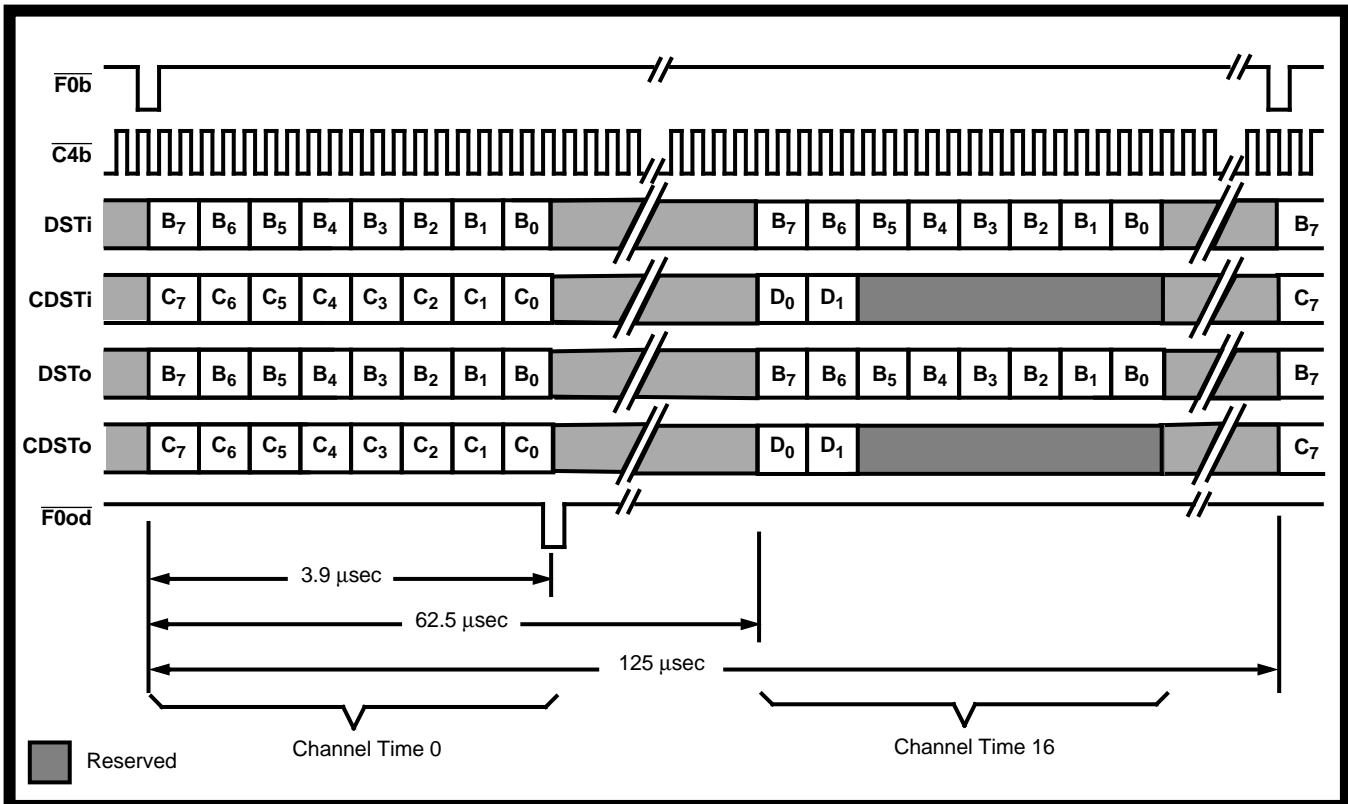 F0b
C4b
DSTi B7 B6 B5 B4 B3 B2 B1 B0 B7 B6 B5 B4 B3 B2 B1 B0 B7
CDSTi C7 C6 C5 C4 C3 C2 C1 C0 D0 D1 C7
DSTo B7 B6 B5 B4 B3 B2 B1 B0 B7 B6 B5 B4 B3 B2 B1 B0 B7
CDSTo C7 C6 C5 C4 C3 C2 C1 C0 D0 D1 C7
F0od
3.9 μsec
62.5 μsec
125 μsec
Channel Time 0
Channel Time 16
Reserved